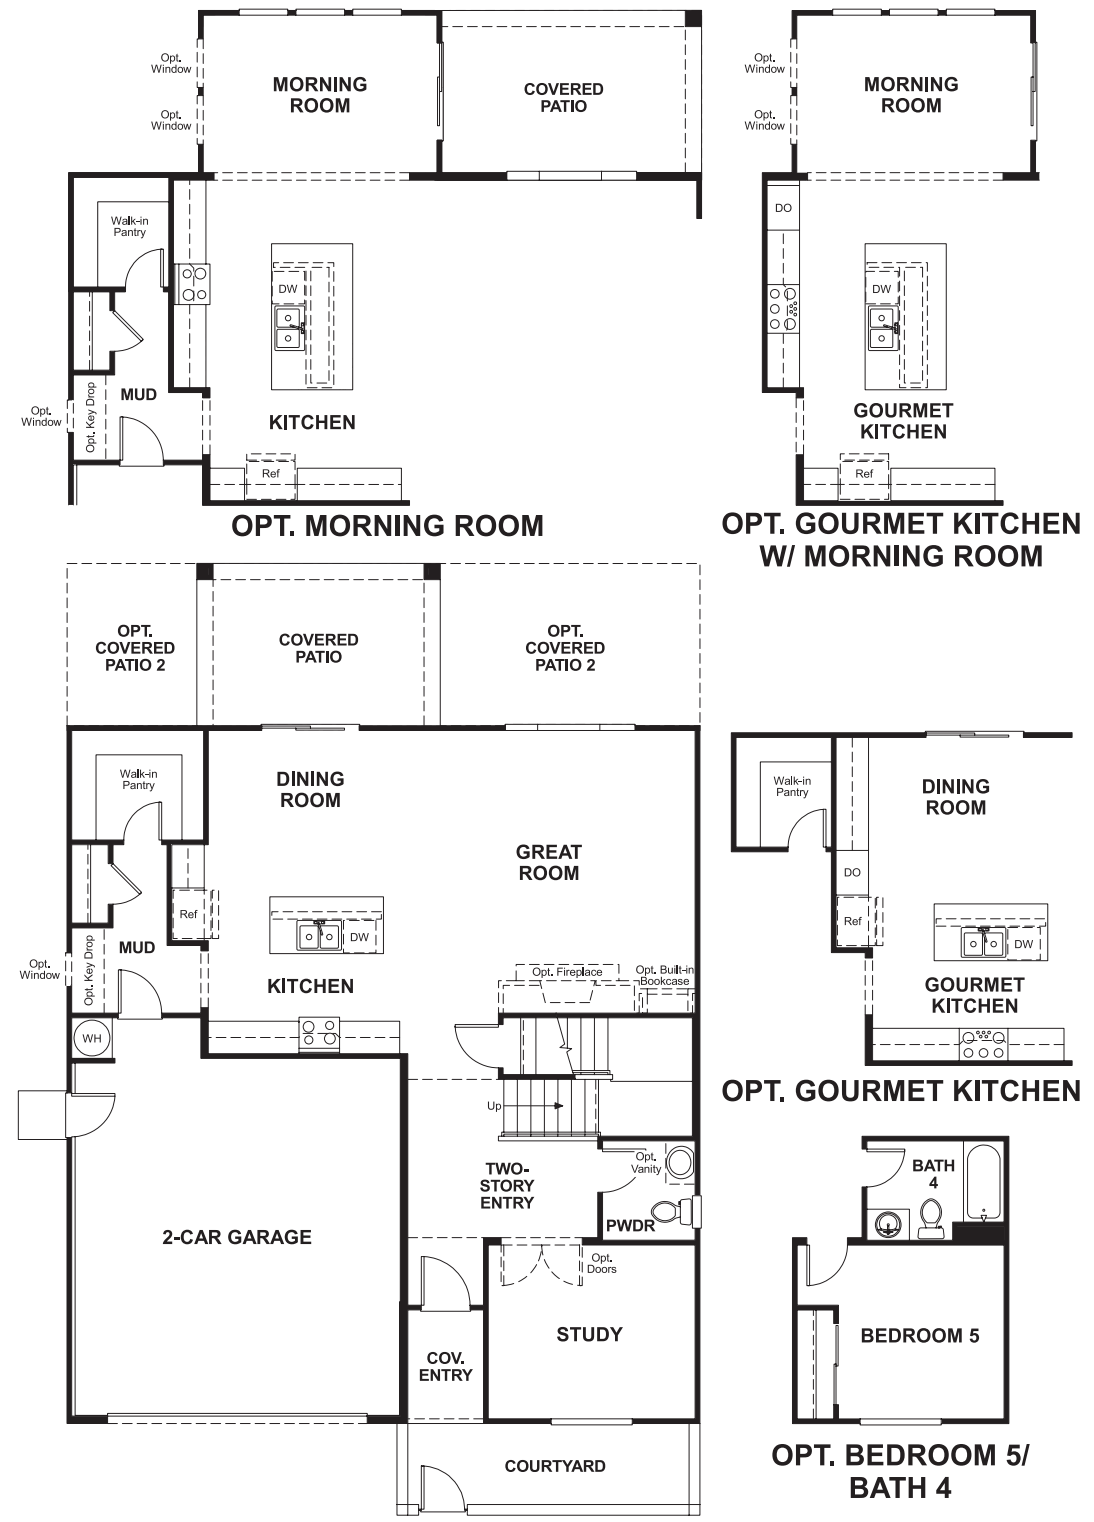 Opt.
Window
Opt.
Window
MORNING
ROOM
COVERED
PATIO
Walk-in
Pantry
DW
MUD
Opt.
Window
Opt. Key Drop
KITCHEN
Ref
OPT. MORNING ROOM
Opt.
Window
Opt.
Window
MORNING
ROOM
DO
DW
GOURMET
KITCHEN
Ref
OPT. GOURMET KITCHEN
W/ MORNING ROOM
OPT.
COVERED
PATIO 2
COVERED
PATIO
OPT.
COVERED
PATIO 2
Walk-in
Pantry
DINING
ROOM
GREAT
ROOM
Ref
DW
MUD
Opt.
Window
Opt. Key Drop
KITCHEN
Opt. Fireplace
Opt. Built-in
Bookcase
WH
Up
TWO-
STORY
ENTRY
Opt.
Vanity
PWDR
2-CAR GARAGE
Opt.
Doors
STUDY
COV.
ENTRY
COURTYARD
Walk-in
Pantry
DINING
ROOM
DO
Ref
DW
GOURMET
KITCHEN
OPT. GOURMET KITCHEN
BATH
4
BEDROOM 5
OPT. BEDROOM 5/
BATH 4